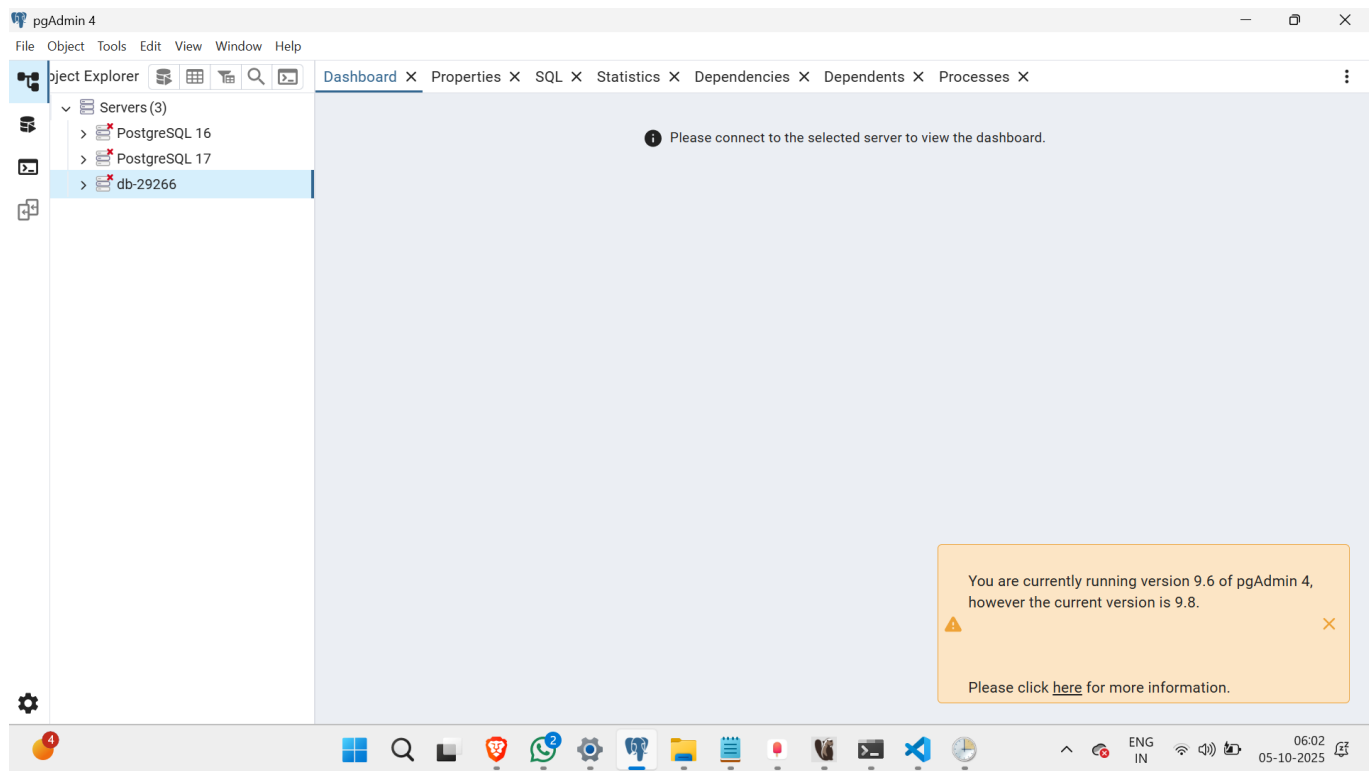 pgAdmin 4
File Object Tools Edit View Window Help
bject Explorer
Dashboard Properties SQL Statistics Dependencies Dependents Processes
Servers (3)
PostgreSQL 16
PostgreSQL 17
db-29266
Please connect to the selected server to view the dashboard.
You are currently running version 9.6 of pgAdmin 4,
however the current version is 9.8.
Please click here for more information.
4
2
ENG
IN
06:02
05-10-2025